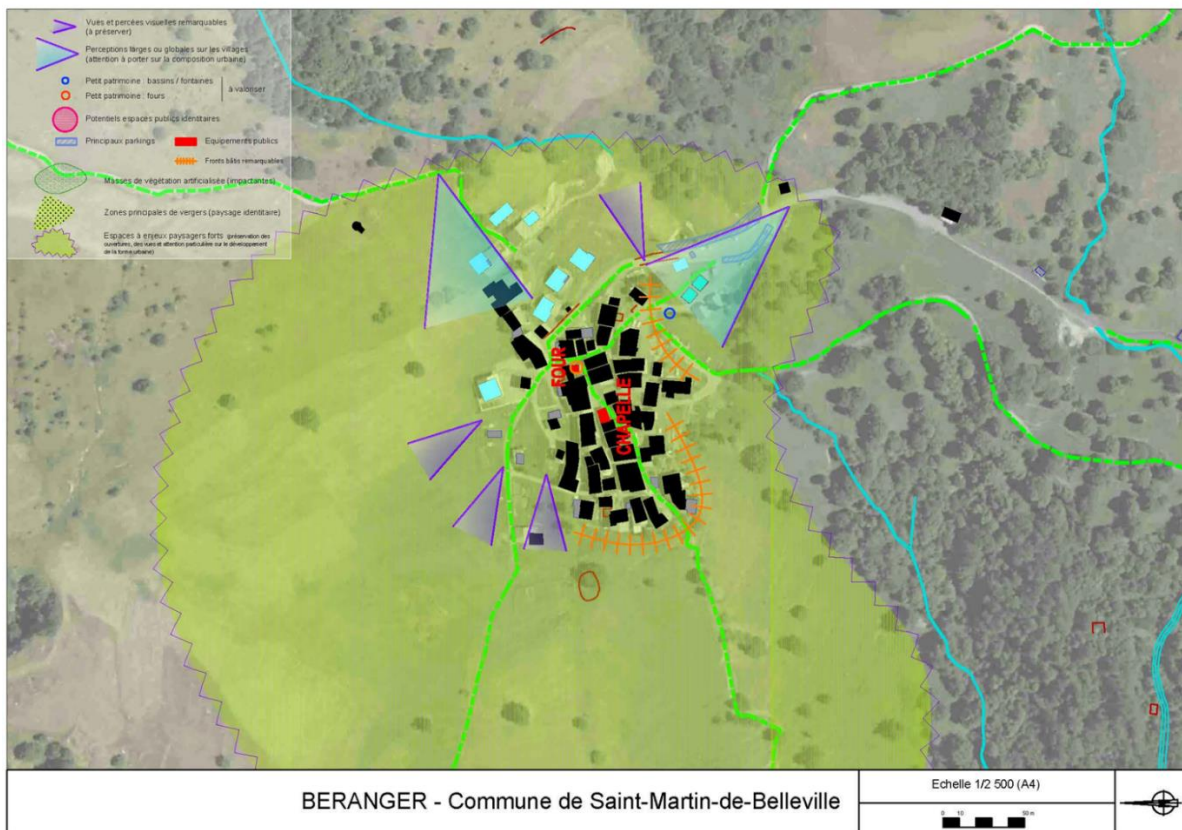 Vues et percées visuelles remarquables
(à préserver)
Perceptions larges ou globales sur les villages
(attention à porter sur la composition urbaine)
Petit patrimoine : bassins / fontaines
à valoriser
Petit patrimoine : fours
Potentiels espaces publics identitaires
Principaux parkings
Equipements publics
Fronts bâtis remarquables
Masses de végétation artificialisée (impactantes)
Zones principales de vergers (paysage identitaire)
Espaces à enjeux paysagers forts (préservation des
ouvertures, des vues et attention particulière sur le développement
de la forme urbaine)
FOUR
CHAPELLE
BERANGER - Commune de Saint-Martin-de-Belleville
Echelle 1/2 500 (A4)
0 10 50 m